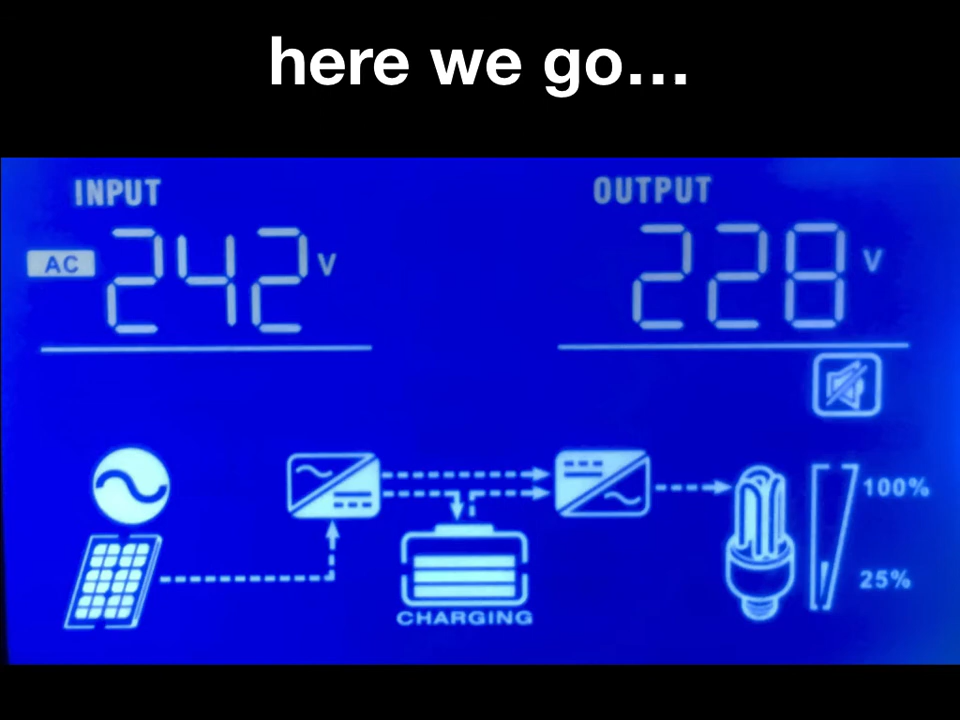 here we go…
INPUT
OUTPUT
AC 242 V
228 V
100%
25%
CHARGING